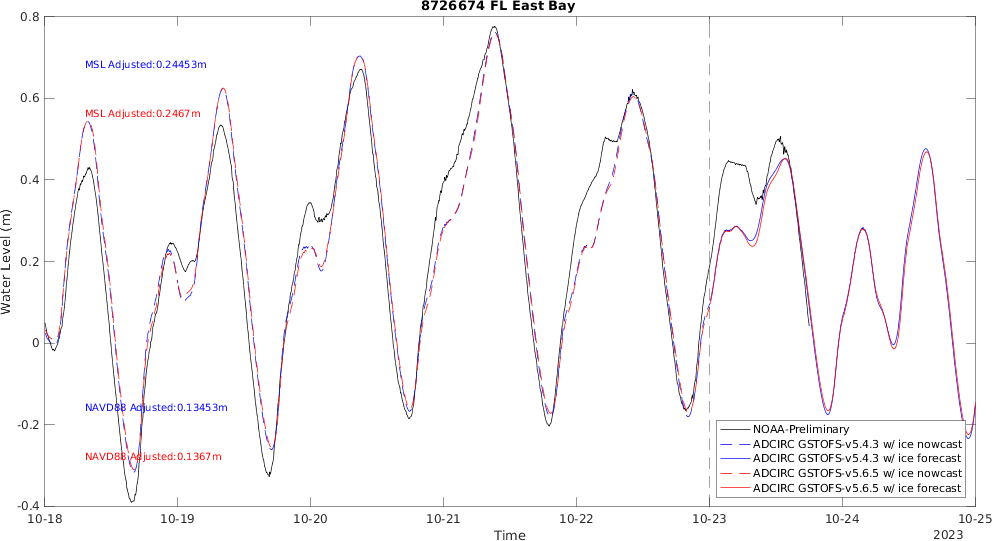 8726674 FL East Bay
0.8
0.6
0.4
0.2
0
-0.2
-0.4
Water Level (m)
MSL Adjusted:0.24453m
MSL Adjusted:0.2467m
NAVD88 Adjusted:0.13453m
NAVD88 Adjusted:0.1367m
NOAA-Preliminary
ADCIRC GSTOFS-v5.4.3 w/ ice nowcast
ADCIRC GSTOFS-v5.4.3 w/ ice forecast
ADCIRC GSTOFS-v5.6.5 w/ ice nowcast
ADCIRC GSTOFS-v5.6.5 w/ ice forecast
10-18 10-19 10-20 10-21 10-22 10-23 10-24 10-25
Time
2023